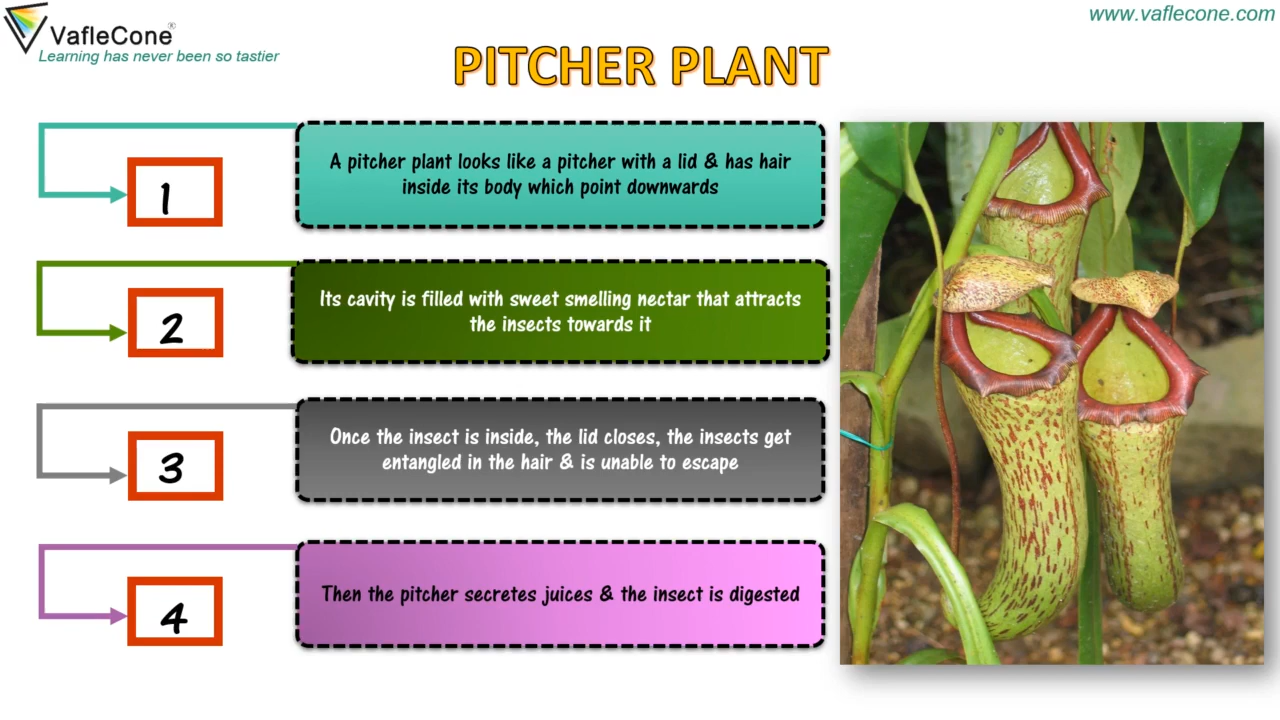 VafleCone®
Learning has never been so tastier
www.vaflecone.com
PITCHER PLANT
1
A pitcher plant looks like a pitcher with a lid & has hair
inside its body which point downwards
2
Its cavity is filled with sweet smelling nectar that attracts
the insects towards it
3
Once the insect is inside, the lid closes, the insects get
entangled in the hair & is unable to escape
4
Then the pitcher secretes juices & the insect is digested